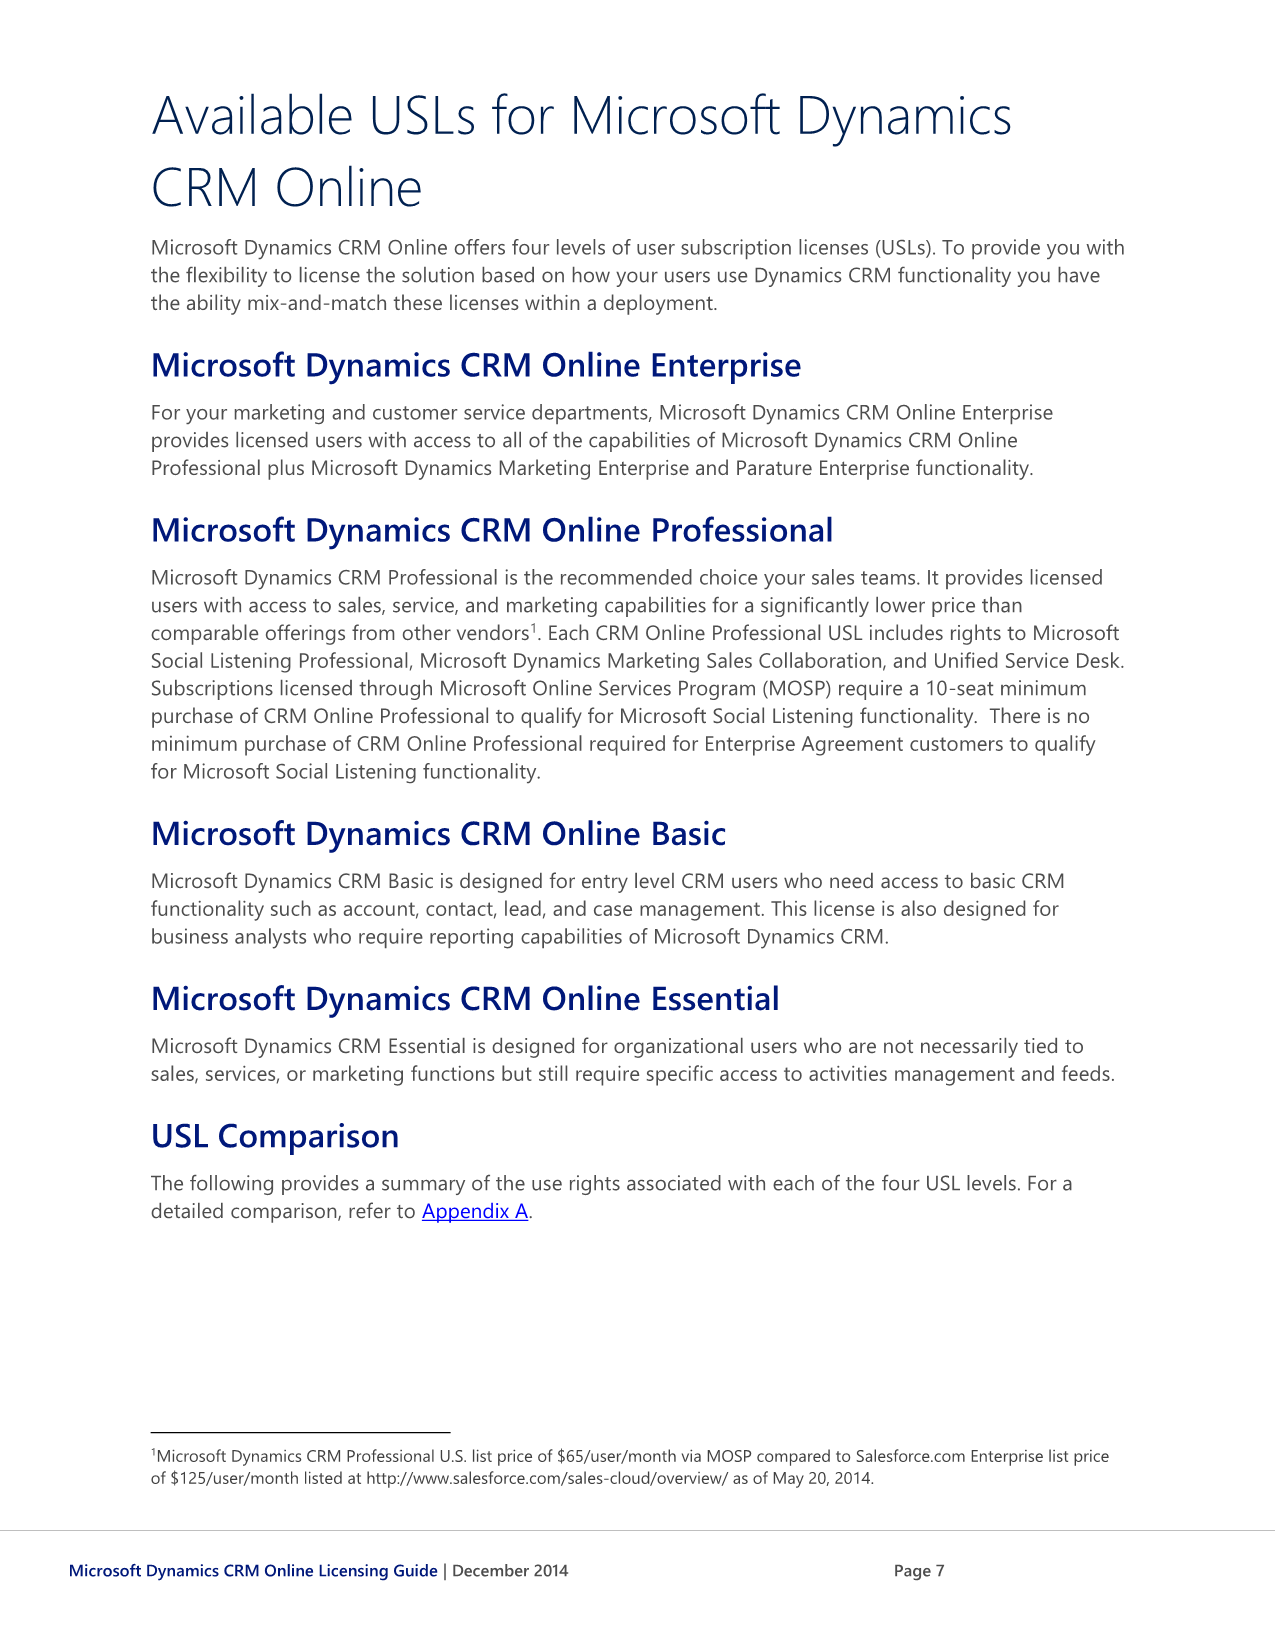 Available USLs for Microsoft Dynamics
CRM Online
Microsoft Dynamics CRM Online offers four levels of user subscription licenses (USLs). To provide you with
the flexibility to license the solution based on how your users use Dynamics CRM functionality you have
the ability mix-and-match these licenses within a deployment.
Microsoft Dynamics CRM Online Enterprise
For your marketing and customer service departments, Microsoft Dynamics CRM Online Enterprise
provides licensed users with access to all of the capabilities of Microsoft Dynamics CRM Online
Professional plus Microsoft Dynamics Marketing Enterprise and Parature Enterprise functionality.
Microsoft Dynamics CRM Online Professional
Microsoft Dynamics CRM Professional is the recommended choice your sales teams. It provides licensed
users with access to sales, service, and marketing capabilities for a significantly lower price than
comparable offerings from other vendors¹. Each CRM Online Professional USL includes rights to Microsoft
Social Listening Professional, Microsoft Dynamics Marketing Sales Collaboration, and Unified Service Desk.
Subscriptions licensed through Microsoft Online Services Program (MOSP) require a 10-seat minimum
purchase of CRM Online Professional to qualify for Microsoft Social Listening functionality.  There is no
minimum purchase of CRM Online Professional required for Enterprise Agreement customers to qualify
for Microsoft Social Listening functionality.
Microsoft Dynamics CRM Online Basic
Microsoft Dynamics CRM Basic is designed for entry level CRM users who need access to basic CRM
functionality such as account, contact, lead, and case management. This license is also designed for
business analysts who require reporting capabilities of Microsoft Dynamics CRM.
Microsoft Dynamics CRM Online Essential
Microsoft Dynamics CRM Essential is designed for organizational users who are not necessarily tied to
sales, services, or marketing functions but still require specific access to activities management and feeds.
USL Comparison
The following provides a summary of the use rights associated with each of the four USL levels. For a
detailed comparison, refer to Appendix A.
¹Microsoft Dynamics CRM Professional U.S. list price of $65/user/month via MOSP compared to Salesforce.com Enterprise list price
of $125/user/month listed at http://www.salesforce.com/sales-cloud/overview/ as of May 20, 2014.
Microsoft Dynamics CRM Online Licensing Guide | December 2014 Page 7